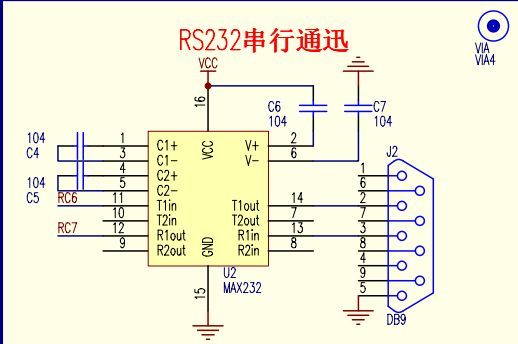 RS232串行通迅
VIA
VIA4
VCC
16
C6
104
C7
104
104
C4
104
C5
1
3
4
5
11
10
12
9
C1+
C1-
C2+
C2-
T1in
T2in
R1out
R2out
VCC
GND
V+
V-
T1out
T2out
R1in
R2in
2
6
14
7
13
8
RC6
RC7
15
U2
MAX232
J2
1
6
2
7
3
8
4
9
5
DB9